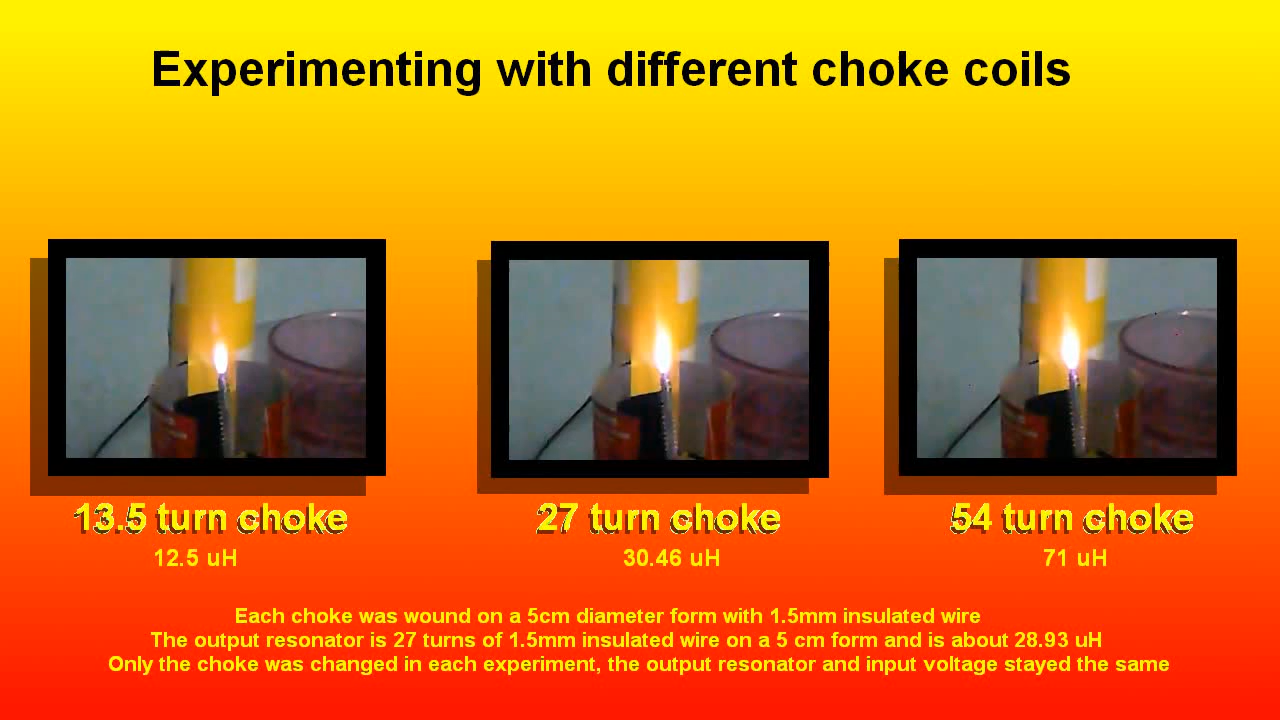 Experimenting with different choke coils
13.5 turn choke
27 turn choke
54 turn choke
12.5 uH
30.46 uH
71 uH
Each choke was wound on a 5cm diameter form with 1.5mm insulated wire
The output resonator is 27 turns of 1.5mm insulated wire on a 5 cm form and is about 28.93 uH
Only the choke was changed in each experiment, the output resonator and input voltage stayed the same